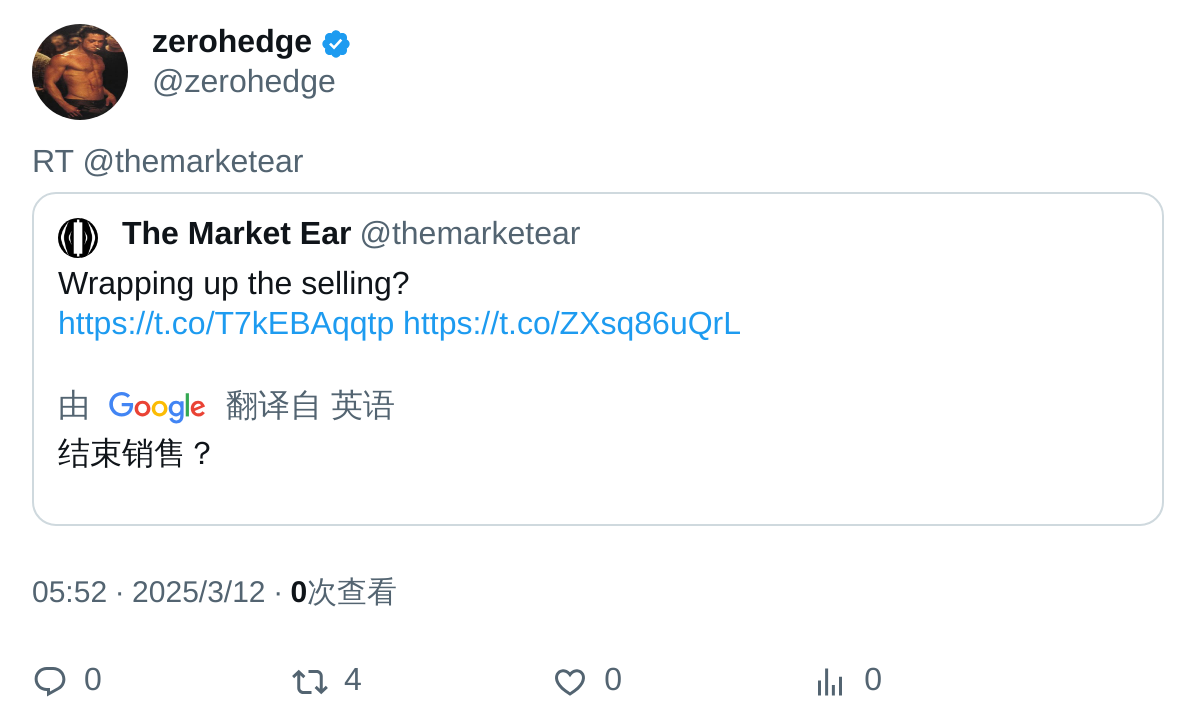 zerohedge
@zerohedge
RT @themarketear
The Market Ear @themarketear
Wrapping up the selling?
https://t.co/T7kEBAqqtp https://t.co/ZXsq86uQrL
由 Google 翻译自 英语
结束销售？
05:52 · 2025/3/12 · 0次查看
0 4 0 0